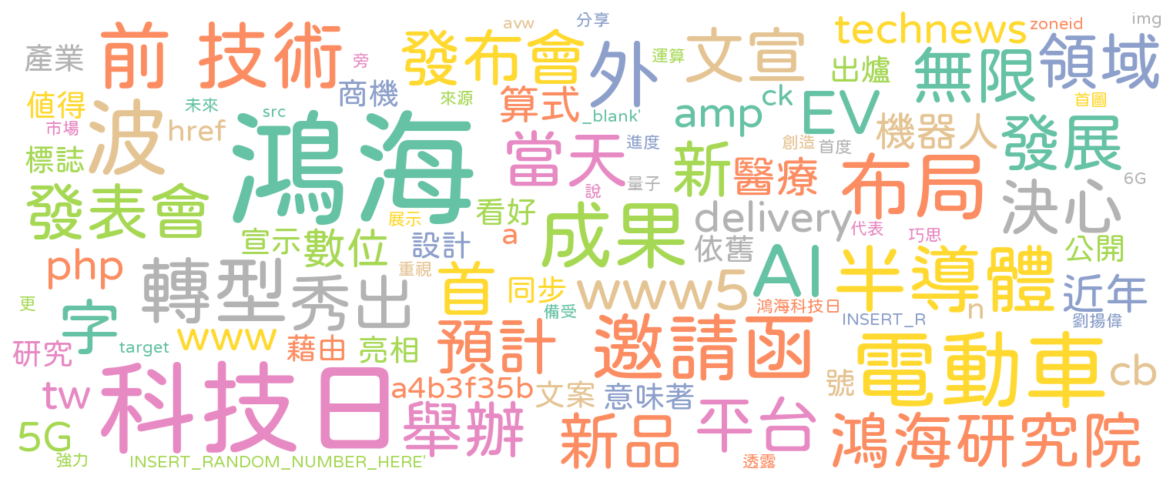 avw 分享 img
產業 前 技術 旁 發布會 外 運算 文宣 technews zoneid 領域
值得 未來 商機 來源 算式 出爐 無限 首圖
市場 波 href src _blank' amp ck EV 機器人 發展
標誌 鴻海 當天 進度 新 醫療 創造 首度 布局 6G
發表會 展示 看好 說 量子 成果 delivery 代表 決心
宣示 數位 設計 a 依舊 巧思 公開
php 轉型 秀出 重視 首 同步 www5 AI 半導體 近年
更 字 備受 鴻海科技日 INSERT_R n 劉揚偉
研究 target www 藉由 亮相 預計 邀請函 電動車 cb
tw 科技日 a4b3f35b 文案 意味著 號
5G 舉辦 新品 平台 鴻海研究院
強力 INSERT_RANDOM_NUMBER_HERE' 透露